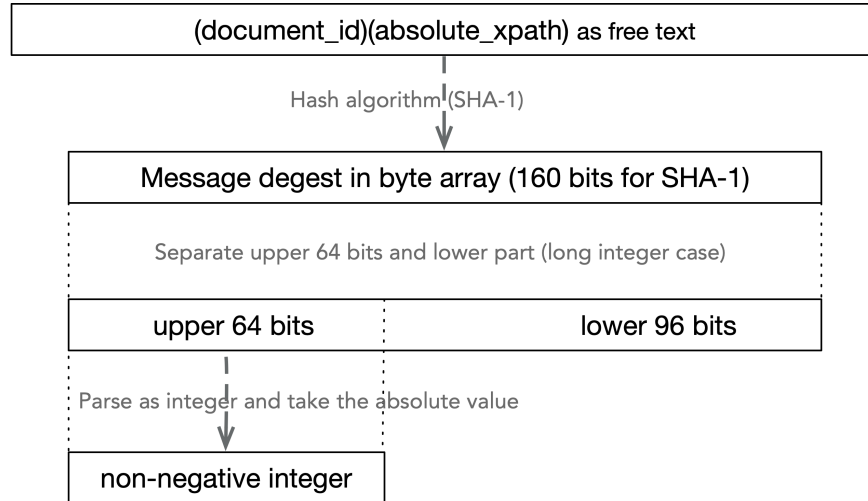 (document_id)(absolute_xpath) as free text
Hash algorithm (SHA-1)
Message degest in byte array (160 bits for SHA-1)
Separate upper 64 bits and lower part (long integer case)
upper 64 bits
lower 96 bits
Parse as integer and take the absolute value
non-negative integer